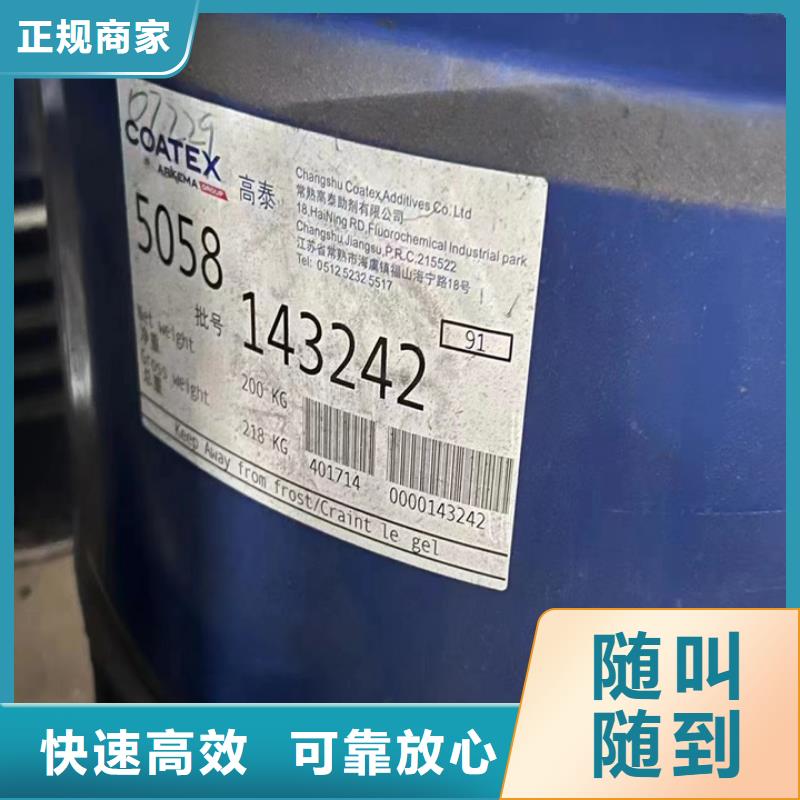 正规商家
07229
COATEX
ARKEMA GROUP
高泰
Changshu Coatex Additives Co. Ltd
常熟高泰助剂有限公司
18,HaiNing RD,Fluorochemical Industrial park
Changshu,Jiangsu,P.R.C.215522
江苏省常熟市海虞镇福山海宁路18号
Tel: 0512 5232 5517
5058
批号 143242
91
Net weight
净重 200 KG
Gross weight
总重 218 KG
401714
0000143242
Keep Away from frost/Craint le gel
随叫
随到
快速高效 可靠放心